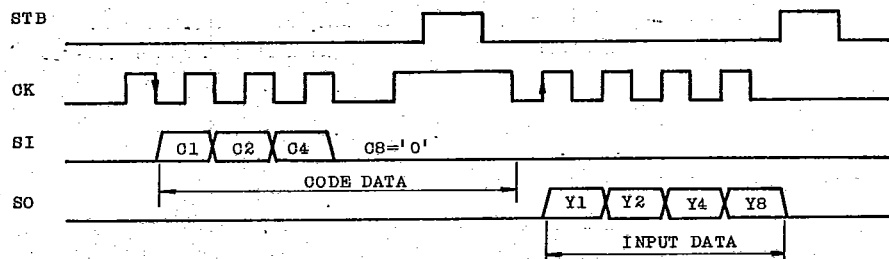 STB
CK
SI C1 C2 C4 C8='0'
CODE DATA
SO Y1 Y2 Y4 Y8
INPUT DATA